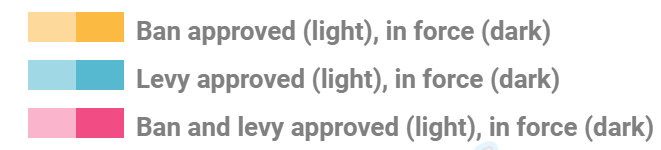 Ban approved (light), in force (dark)
Levy approved (light), in force (dark)
Ban and levy approved (light), in force (dark)